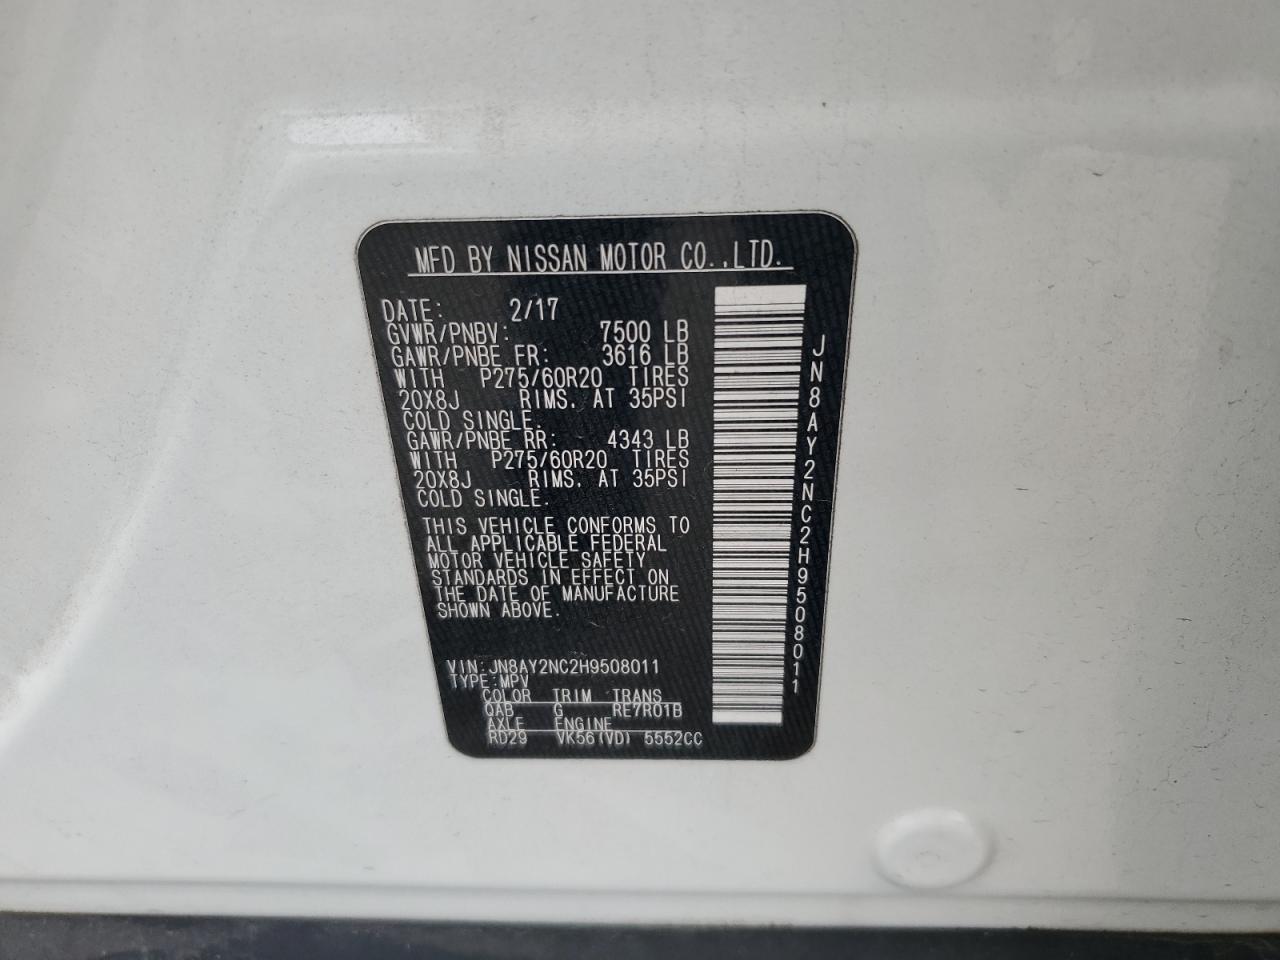 MFD BY NISSAN MOTOR CO.,LTD.
DATE: 2/17
GVWR/PNBV: 7500 LB
GAWR/PNBE FR: 3616 LB
WITH P275/60R20 TIRES
20X8J RIMS. AT 35PSI
COLD SINGLE.
GAWR/PNBE RR: 4343 LB
WITH P275/60R20 TIRES
20X8J RIMS. AT 35PSI
COLD SINGLE.
THIS VEHICLE CONFORMS TO
ALL APPLICABLE FEDERAL
MOTOR VEHICLE SAFETY
STANDARDS IN EFFECT ON
THE DATE OF MANUFACTURE
SHOWN ABOVE.
VIN:JN8AY2NC2H9508011
TYPE:MPV
COLOR TRIM TRANS
QAB G RE7R01B
AXLE ENGINE
RD29 VK56(VD) 5552CC
JN8AY2NC2H9508011